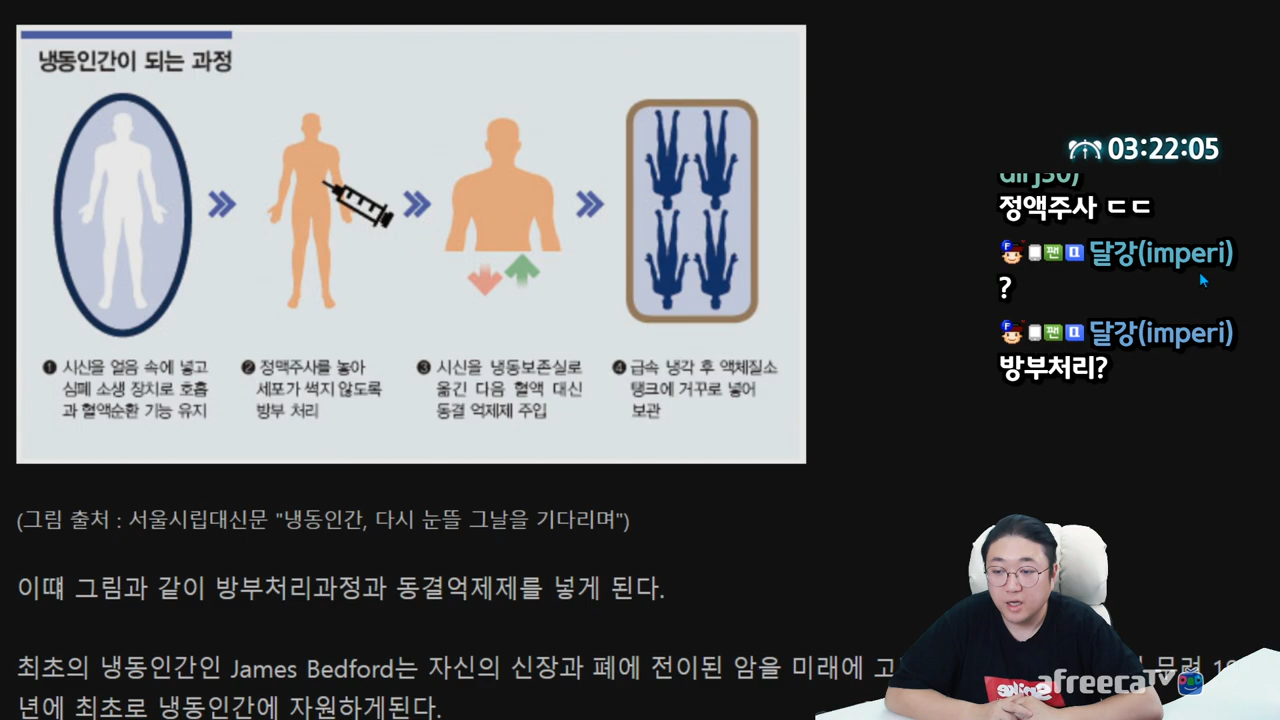 냉동인간이 되는 과정
❶ 시신을 얼음 속에 넣고
심폐 소생 장치로 호흡
과 혈액순환 기능 유지
❷ 정맥주사를 놓아
세포가 썩지 않도록
방부 처리
❸ 시신을 냉동보존실로
옮긴 다음 혈액 대신
동결 억제제 주입
❹ 급속 냉각 후 액체질소
탱크에 거꾸로 넣어
보관
(그림 출처 : 서울시립대신문 "냉동인간, 다시 눈뜰 그날을 기다리며")
이떄 그림과 같이 방부처리과정과 동결억제제를 넣게 된다.
최초의 냉동인간인 James Bedford는 자신의 신장과 폐에 전이된 암을 미래에
년에 최초로 냉동인간에 자원하게된다.
03:22:05
정액주사 ㄷㄷ
달강(imperi)
?
달강(imperi)
방부처리?
afreecaTV